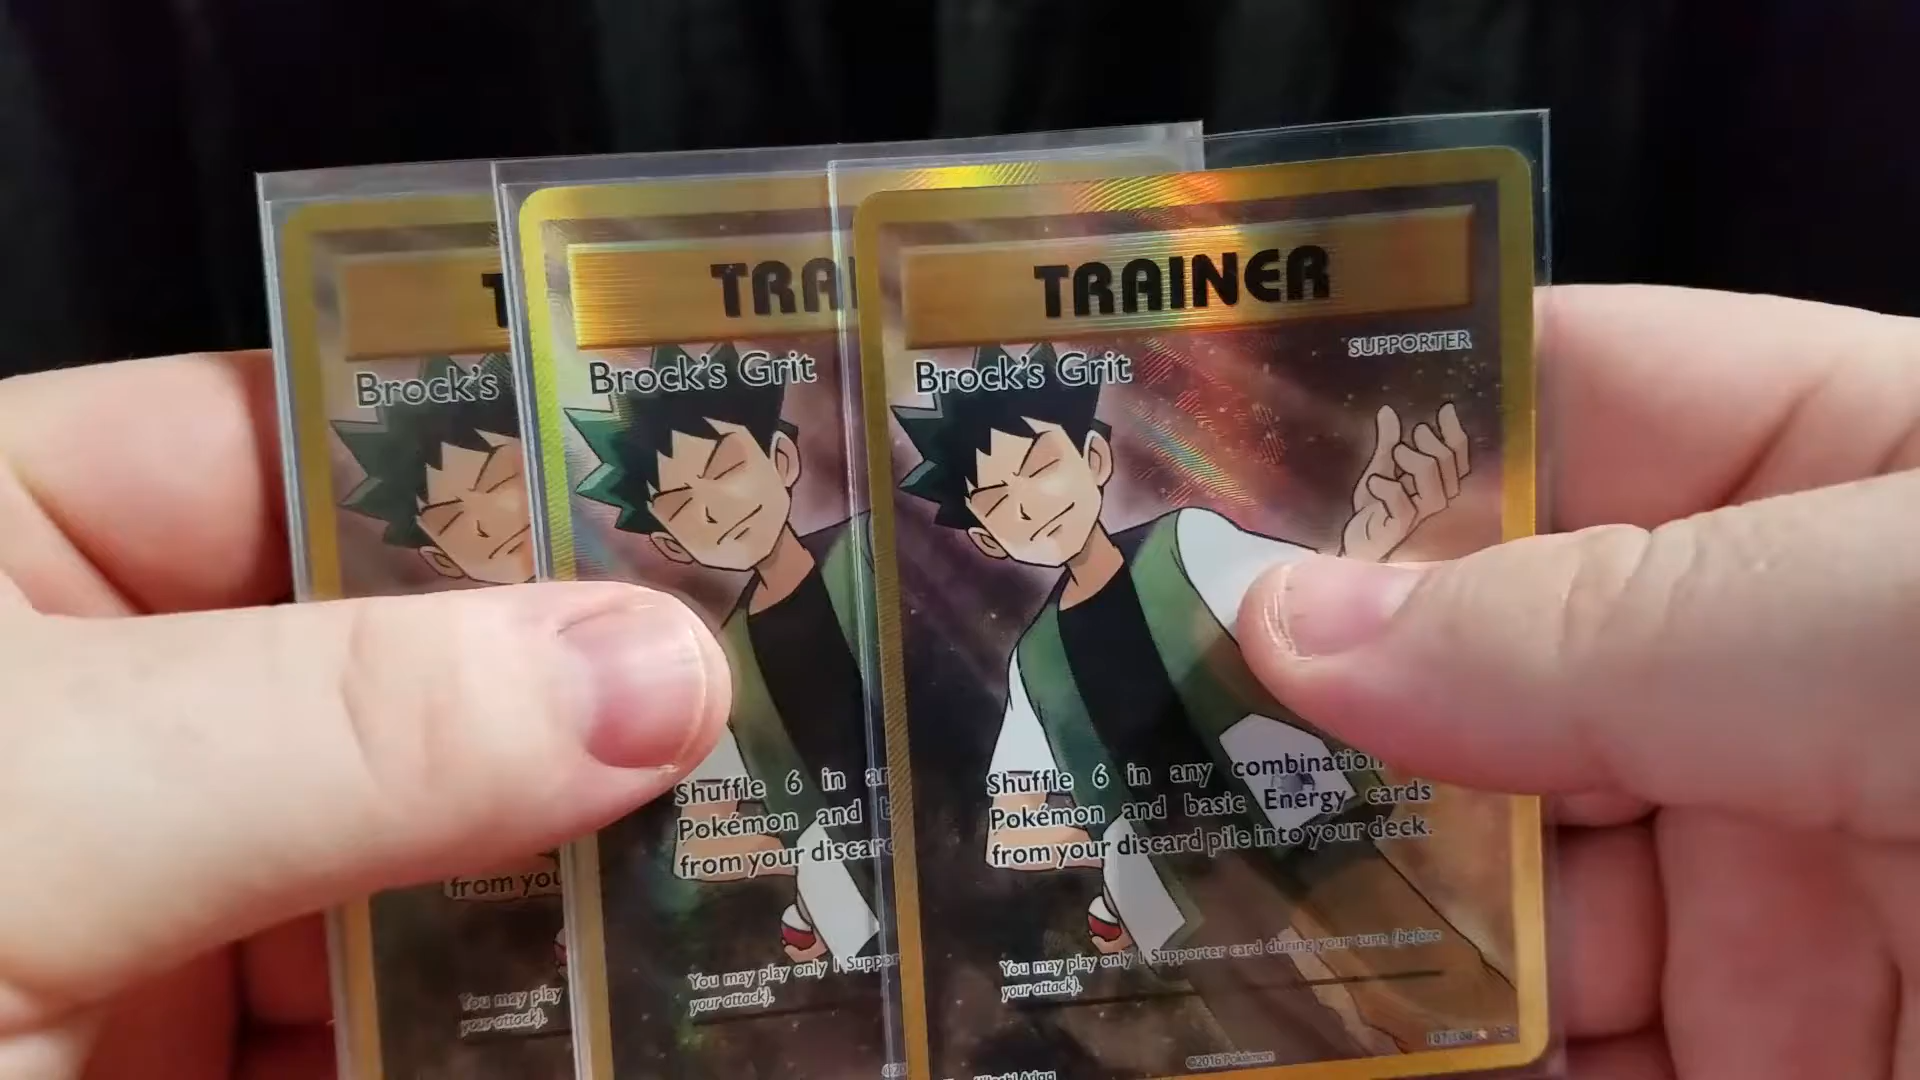 T
Brock's
from you
You may play
your attack).
TRAI
Brock's Grit
Shuffle 6 in
Pokémon and
from your discard
You may play only 1 Suppor
your attack).
TRAINER
SUPPORTER
Brock's Grit
Shuffle 6 in any combination
Pokémon and basic Energy cards
from your discard pile into your deck.
You may play only 1 Supporter card during your turn (before
your attack).
107/108
©2016 Pokémon